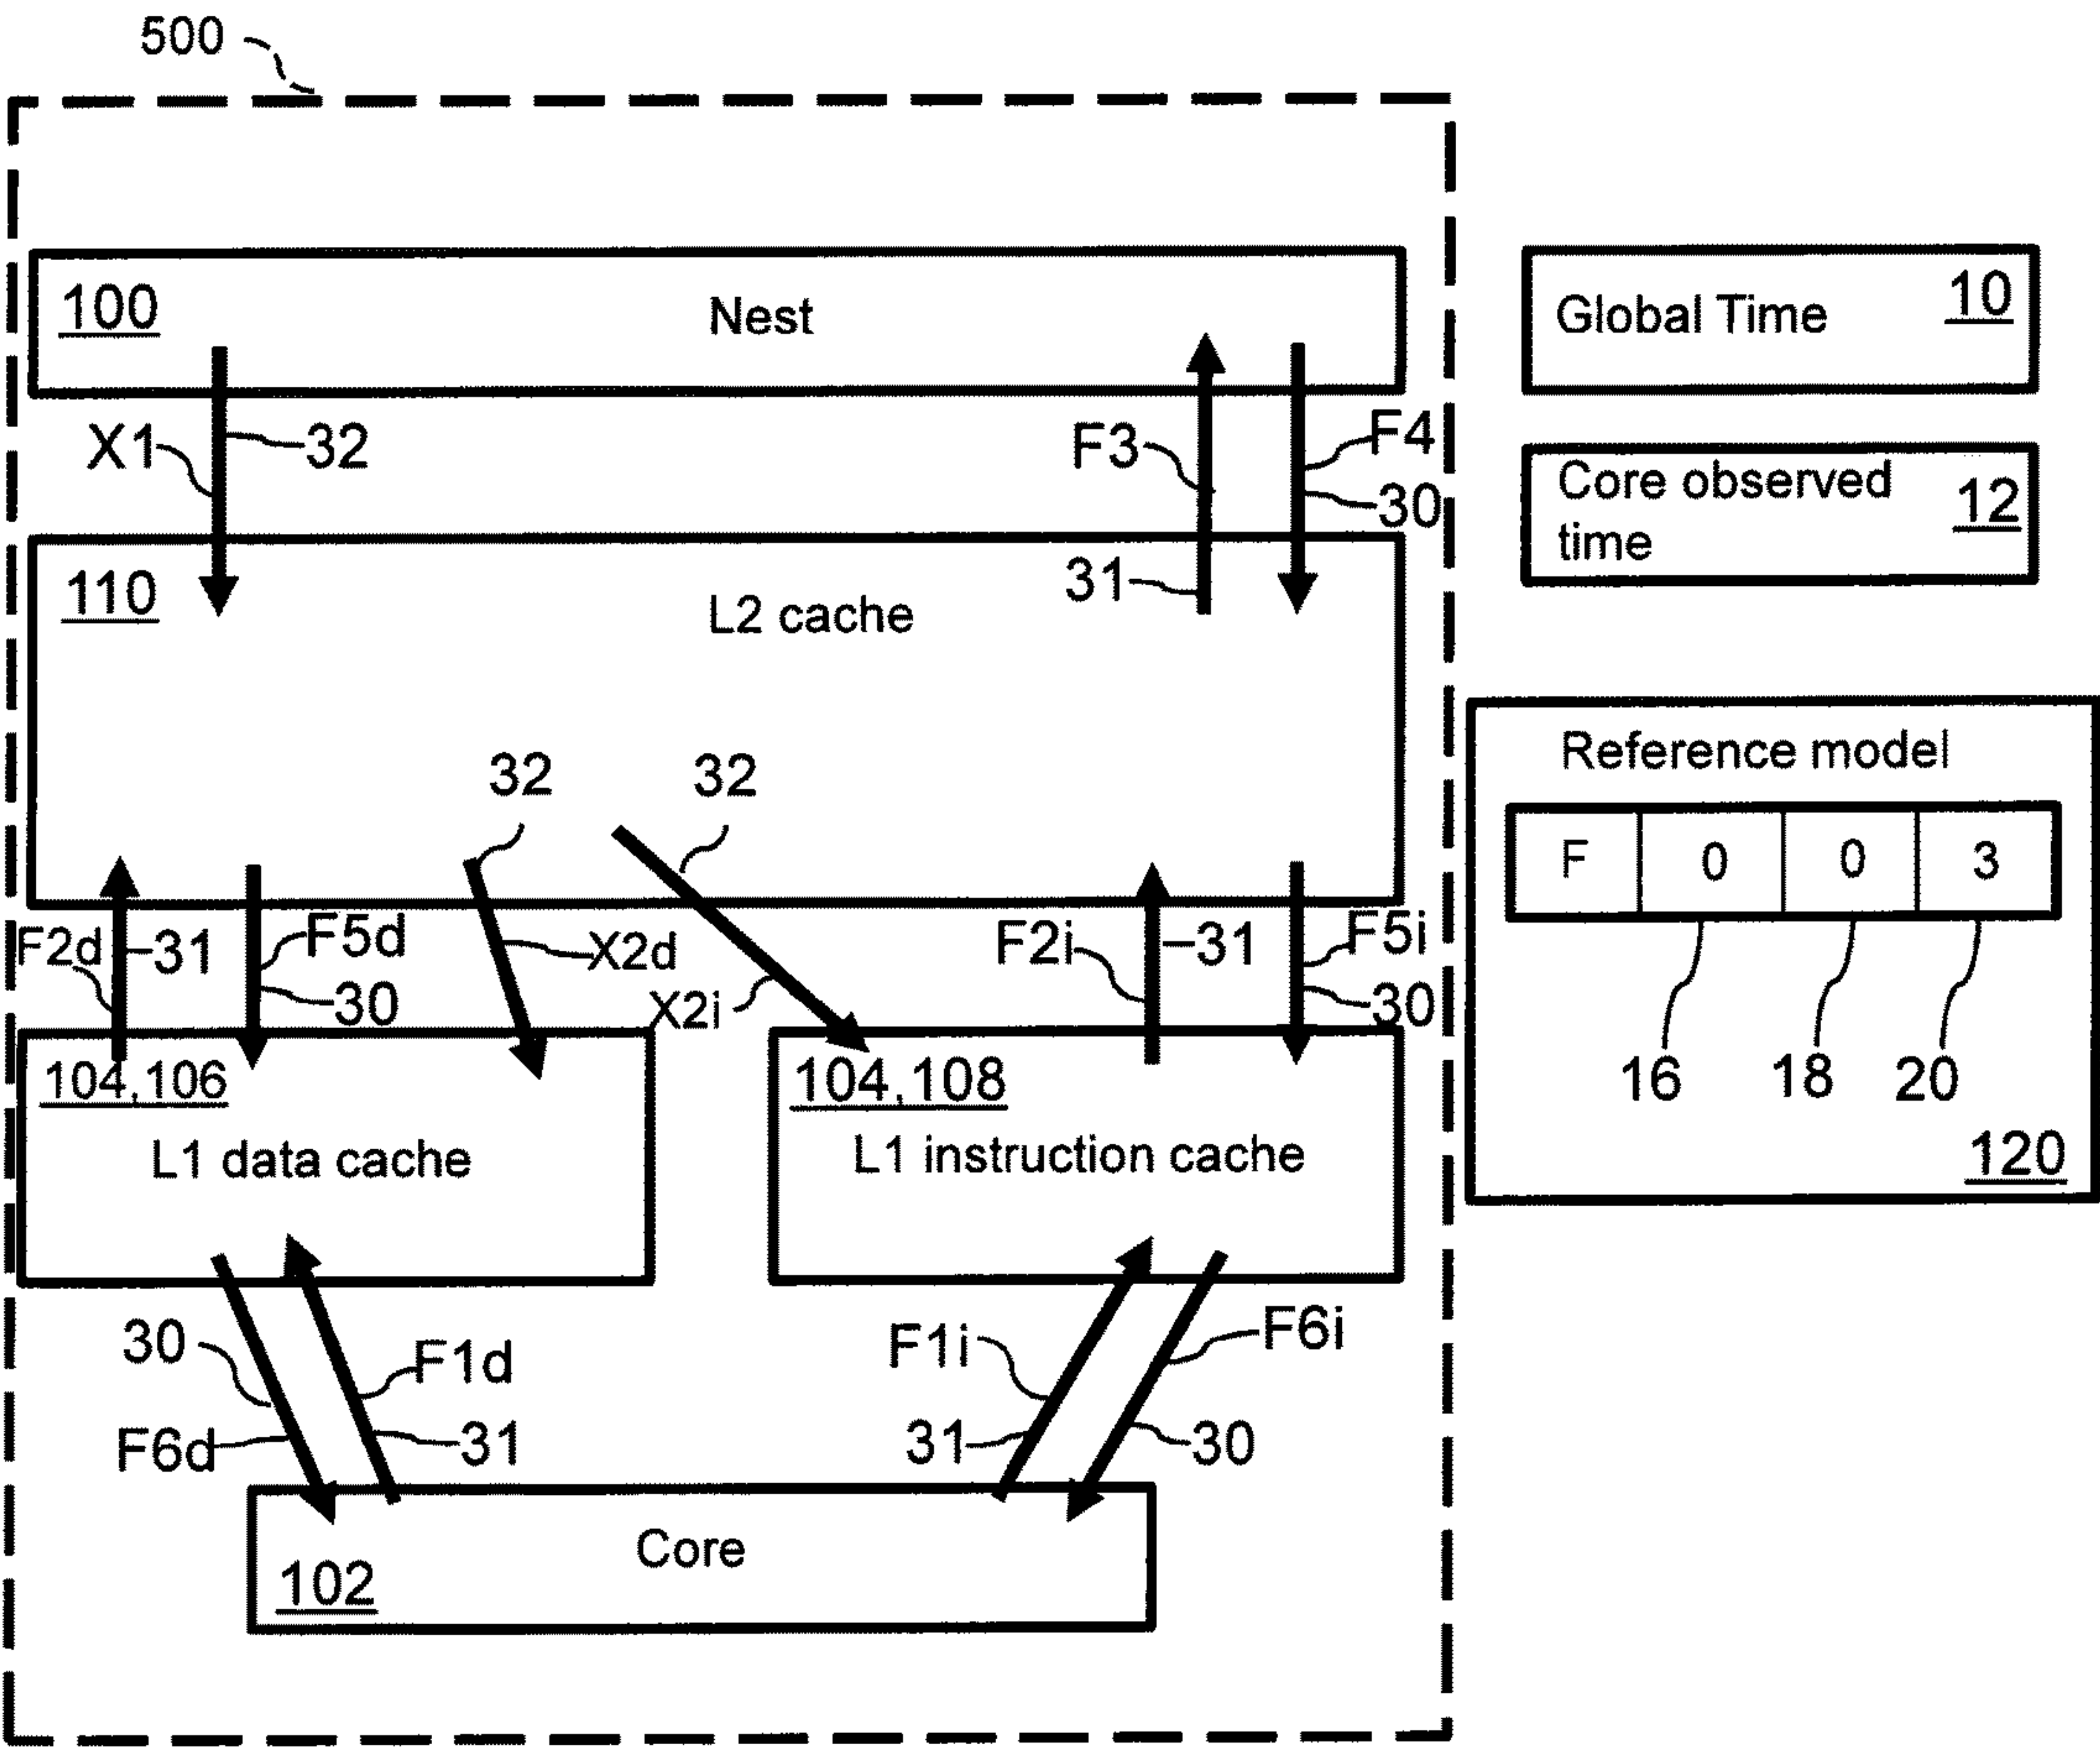 500
100
Nest
Global Time
10
X1
32
F3
F4
30
Core observed
time
12
110
L2 cache
31
32
32
Reference model
F 0 0 3
16 18 20
120
F2d
31
F5d
30
X2d
X2i
F2i
31
F5i
30
104,106
L1 data cache
104,108
L1 instruction cache
30
F6d
F1d
31
F1i
31
F6i
30
Core
102